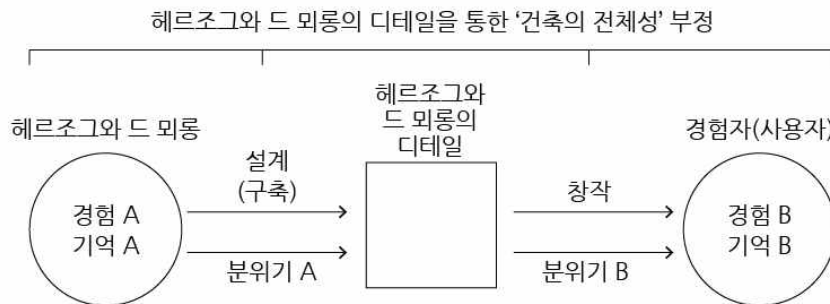 헤르조그와 드 뫼롱의 디테일을 통한 ‘건축의 전체성’ 부정
헤르조그와 드 뫼롱
경험 A
기억 A
설계
(구축)
분위기 A
헤르조그와
드 뫼롱의
디테일
창작
분위기 B
경험자(사용자)
경험 B
기억 B